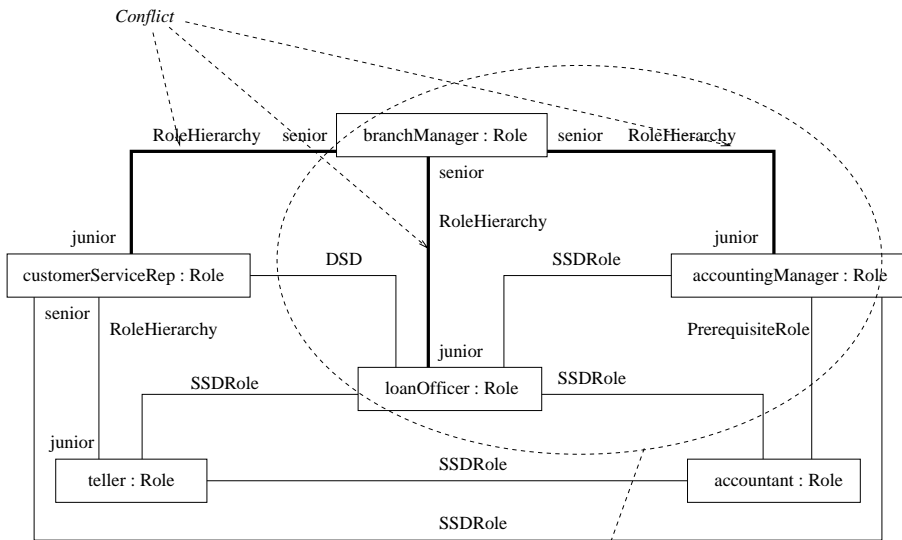 Conflict
RoleHierarchy
senior
branchManager : Role
senior
RoleHierarchy
senior
RoleHierarchy
junior
junior
customerServiceRep : Role
DSD
SSDRole
accountingManager : Role
senior
RoleHierarchy
PrerequisiteRole
junior
SSDRole
loanOfficer : Role
SSDRole
junior
teller : Role
SSDRole
accountant : Role
SSDRole